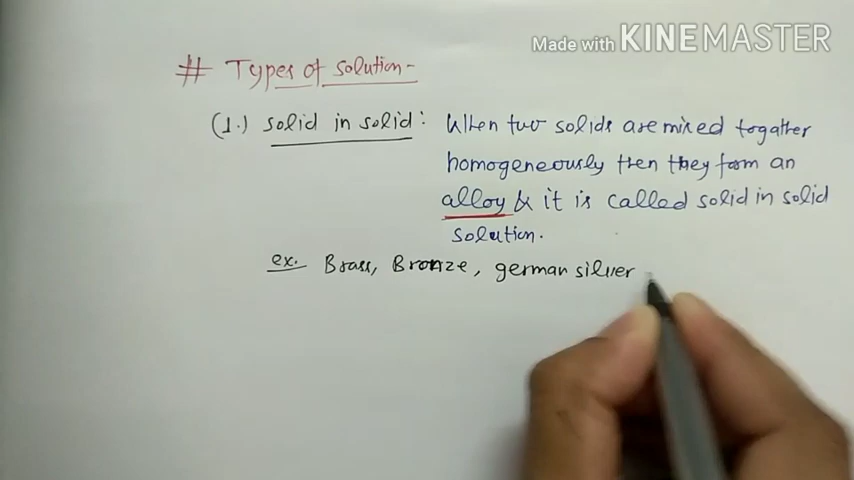 Made with KINEMASTER
# Types of solution-
(1.) solid in solid: When two solids are mixed togather
homogeneously then they form an
alloy & it is called solid in solid
solution.
ex. Brass, Bronze, german silver